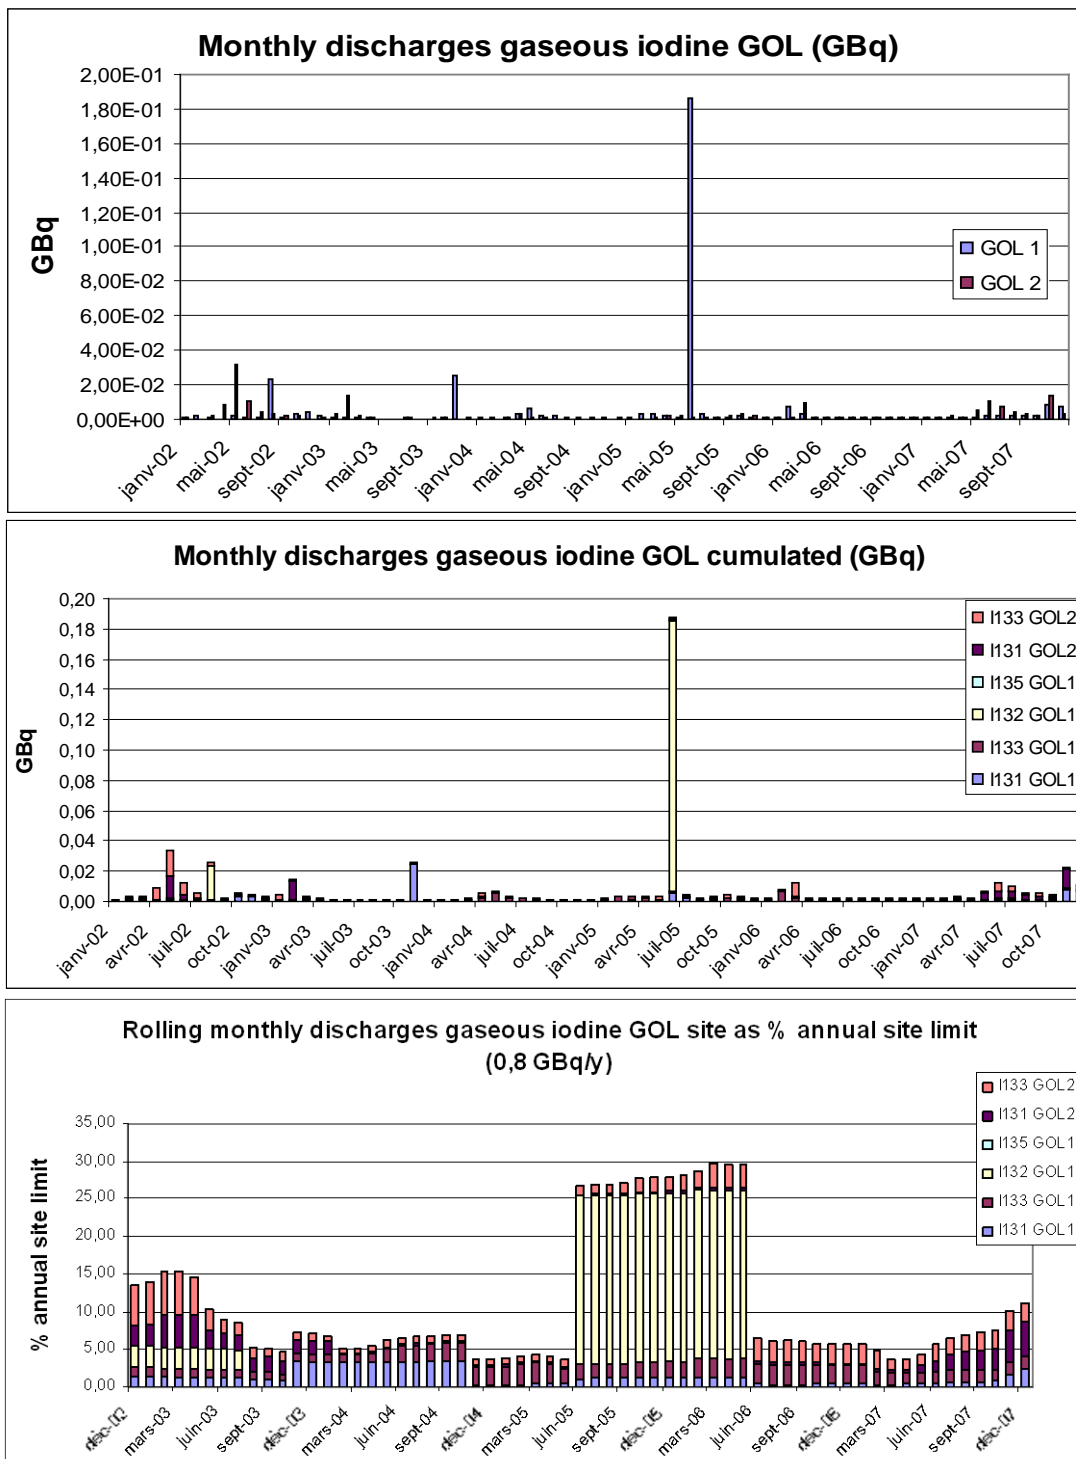 Monthly discharges gaseous iodine GOL (GBq)
2,00E-01
1,80E-01
1,60E-01
1,40E-01
1,20E-01
1,00E-01
8,00E-02
6,00E-02
4,00E-02
2,00E-02
0,00E+00
GBq
GOL 1
GOL 2
janv-02
mai-02
sept-02
janv-03
mai-03
sept-03
janv-04
mai-04
sept-04
janv-05
mai-05
sept-05
janv-06
mai-06
sept-06
janv-07
mai-07
sept-07
Monthly discharges gaseous iodine GOL cumulated (GBq)
0,20
0,18
0,16
0,14
0,12
0,10
0,08
0,06
0,04
0,02
0,00
GBq
I133 GOL2
I131 GOL2
I135 GOL1
I132 GOL1
I133 GOL1
I131 GOL1
janv-02
avr-02
juil-02
oct-02
janv-03
avr-03
juil-03
oct-03
janv-04
avr-04
juil-04
oct-04
janv-05
avr-05
juil-05
oct-05
janv-06
avr-06
juil-06
oct-06
janv-07
avr-07
juil-07
oct-07
Rolling monthly discharges gaseous iodine GOL site as % annual site limit
(0,8 GBq/y)
35,00
30,00
25,00
20,00
15,00
10,00
5,00
0,00
% annual site limit
I133 GOL2
I131 GOL2
I135 GOL1
I132 GOL1
I133 GOL1
I131 GOL1
déc-02
mars-03
juin-03
sept-03
déc-03
mars-04
juin-04
sept-04
déc-04
mars-05
juin-05
sept-05
déc-05
mars-06
juin-06
sept-06
déc-06
mars-07
juin-07
sept-07
déc-07